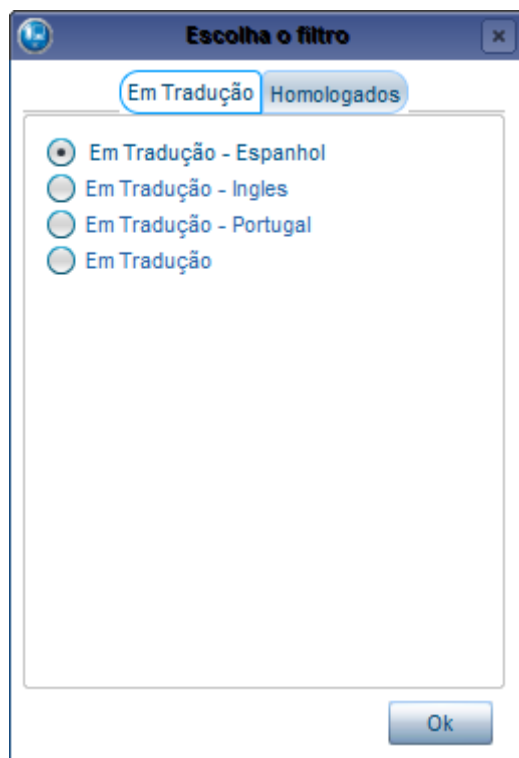 Escolha o filtro
Em Tradução Homologados
Em Tradução - Espanhol
Em Tradução - Ingles
Em Tradução - Portugal
Em Tradução
Ok